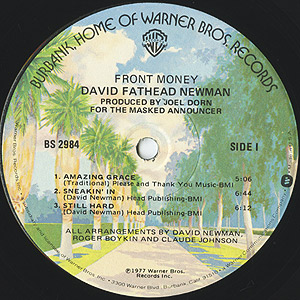 BURBANK, HOME OF WARNER BROS. RECORDS
WB
FRONT MONEY
DAVID FATHEAD NEWMAN
PRODUCED BY JOEL DORN
FOR THE MASKED ANNOUNCER
BS 2984
SIDE I
1. AMAZING GRACE 5:06
(Traditional) Please and Thank You Music-BMI
2. SNEAKIN' IN 6:44
(David Newman) Head Publishing-BMI
3. STILL HARD 6:12
(David Newman) Head Publishing-BMI
W
ALL ARRANGEMENTS BY DAVID NEWMAN,
ROGER BOYKIN AND CLAUDE JOHNSON
©1977 Warner Bros.
Records Inc.